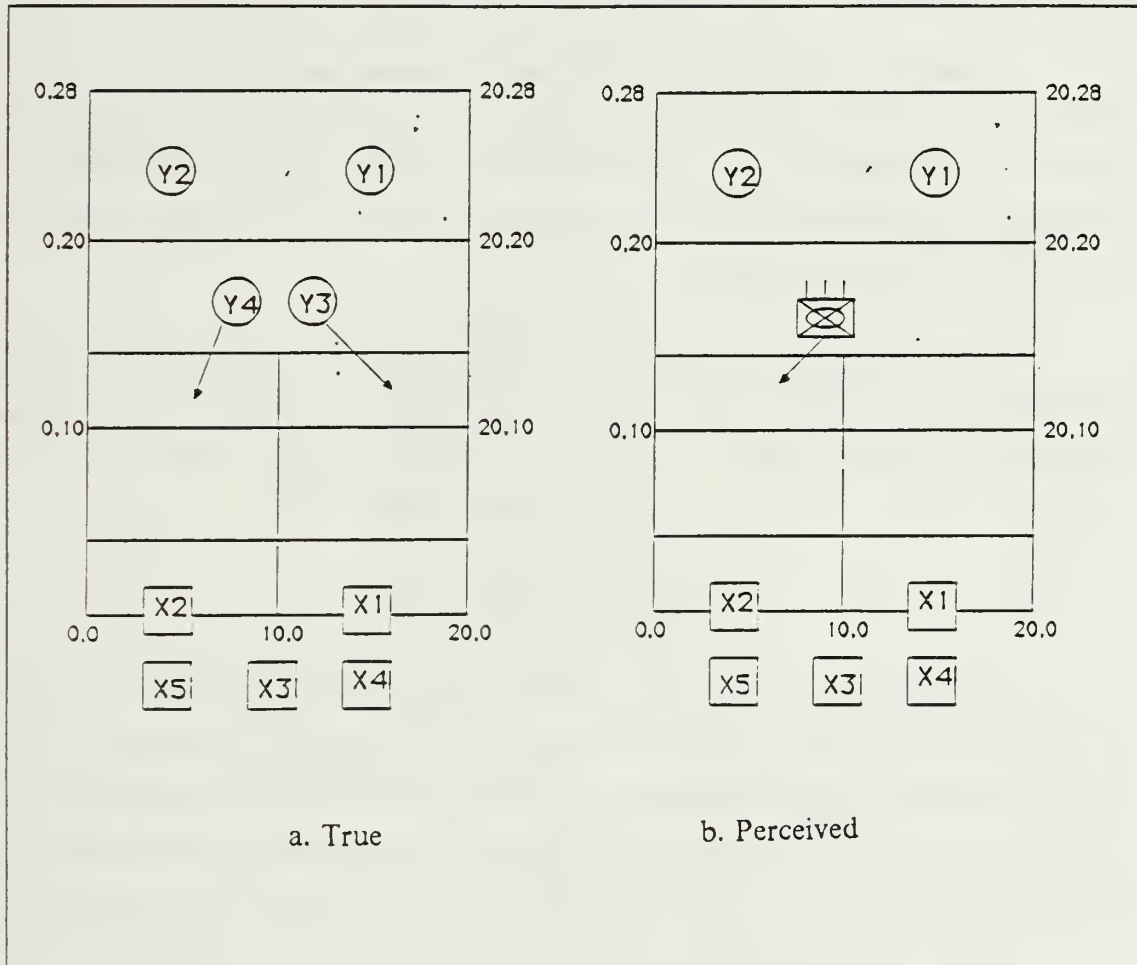 0,28 20,28 0,28 20,28
Y2 Y1 Y2 Y1
0,20 20,20 0,20 20,20
Y4 Y3
0,10 20,10 0,10 20,10
X2 X1 X2 X1
0,0 10,0 20,0 0,0 10,0 20,0
X5 X3 X4 X5 X3 X4
a. True b. Perceived